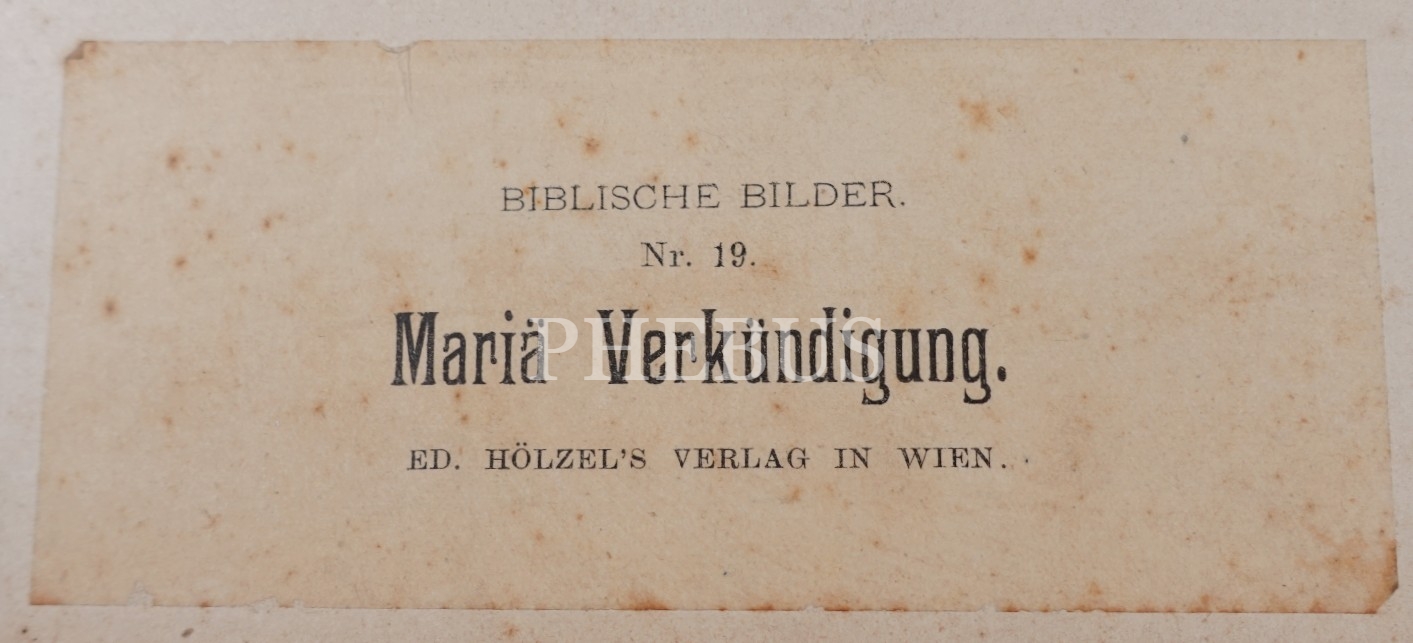 BIBLISCHE BILDER.
Nr. 19.
Mariä Verkündigung.
PHEBUS
ED. HÖLZEL'S VERLAG IN WIEN.